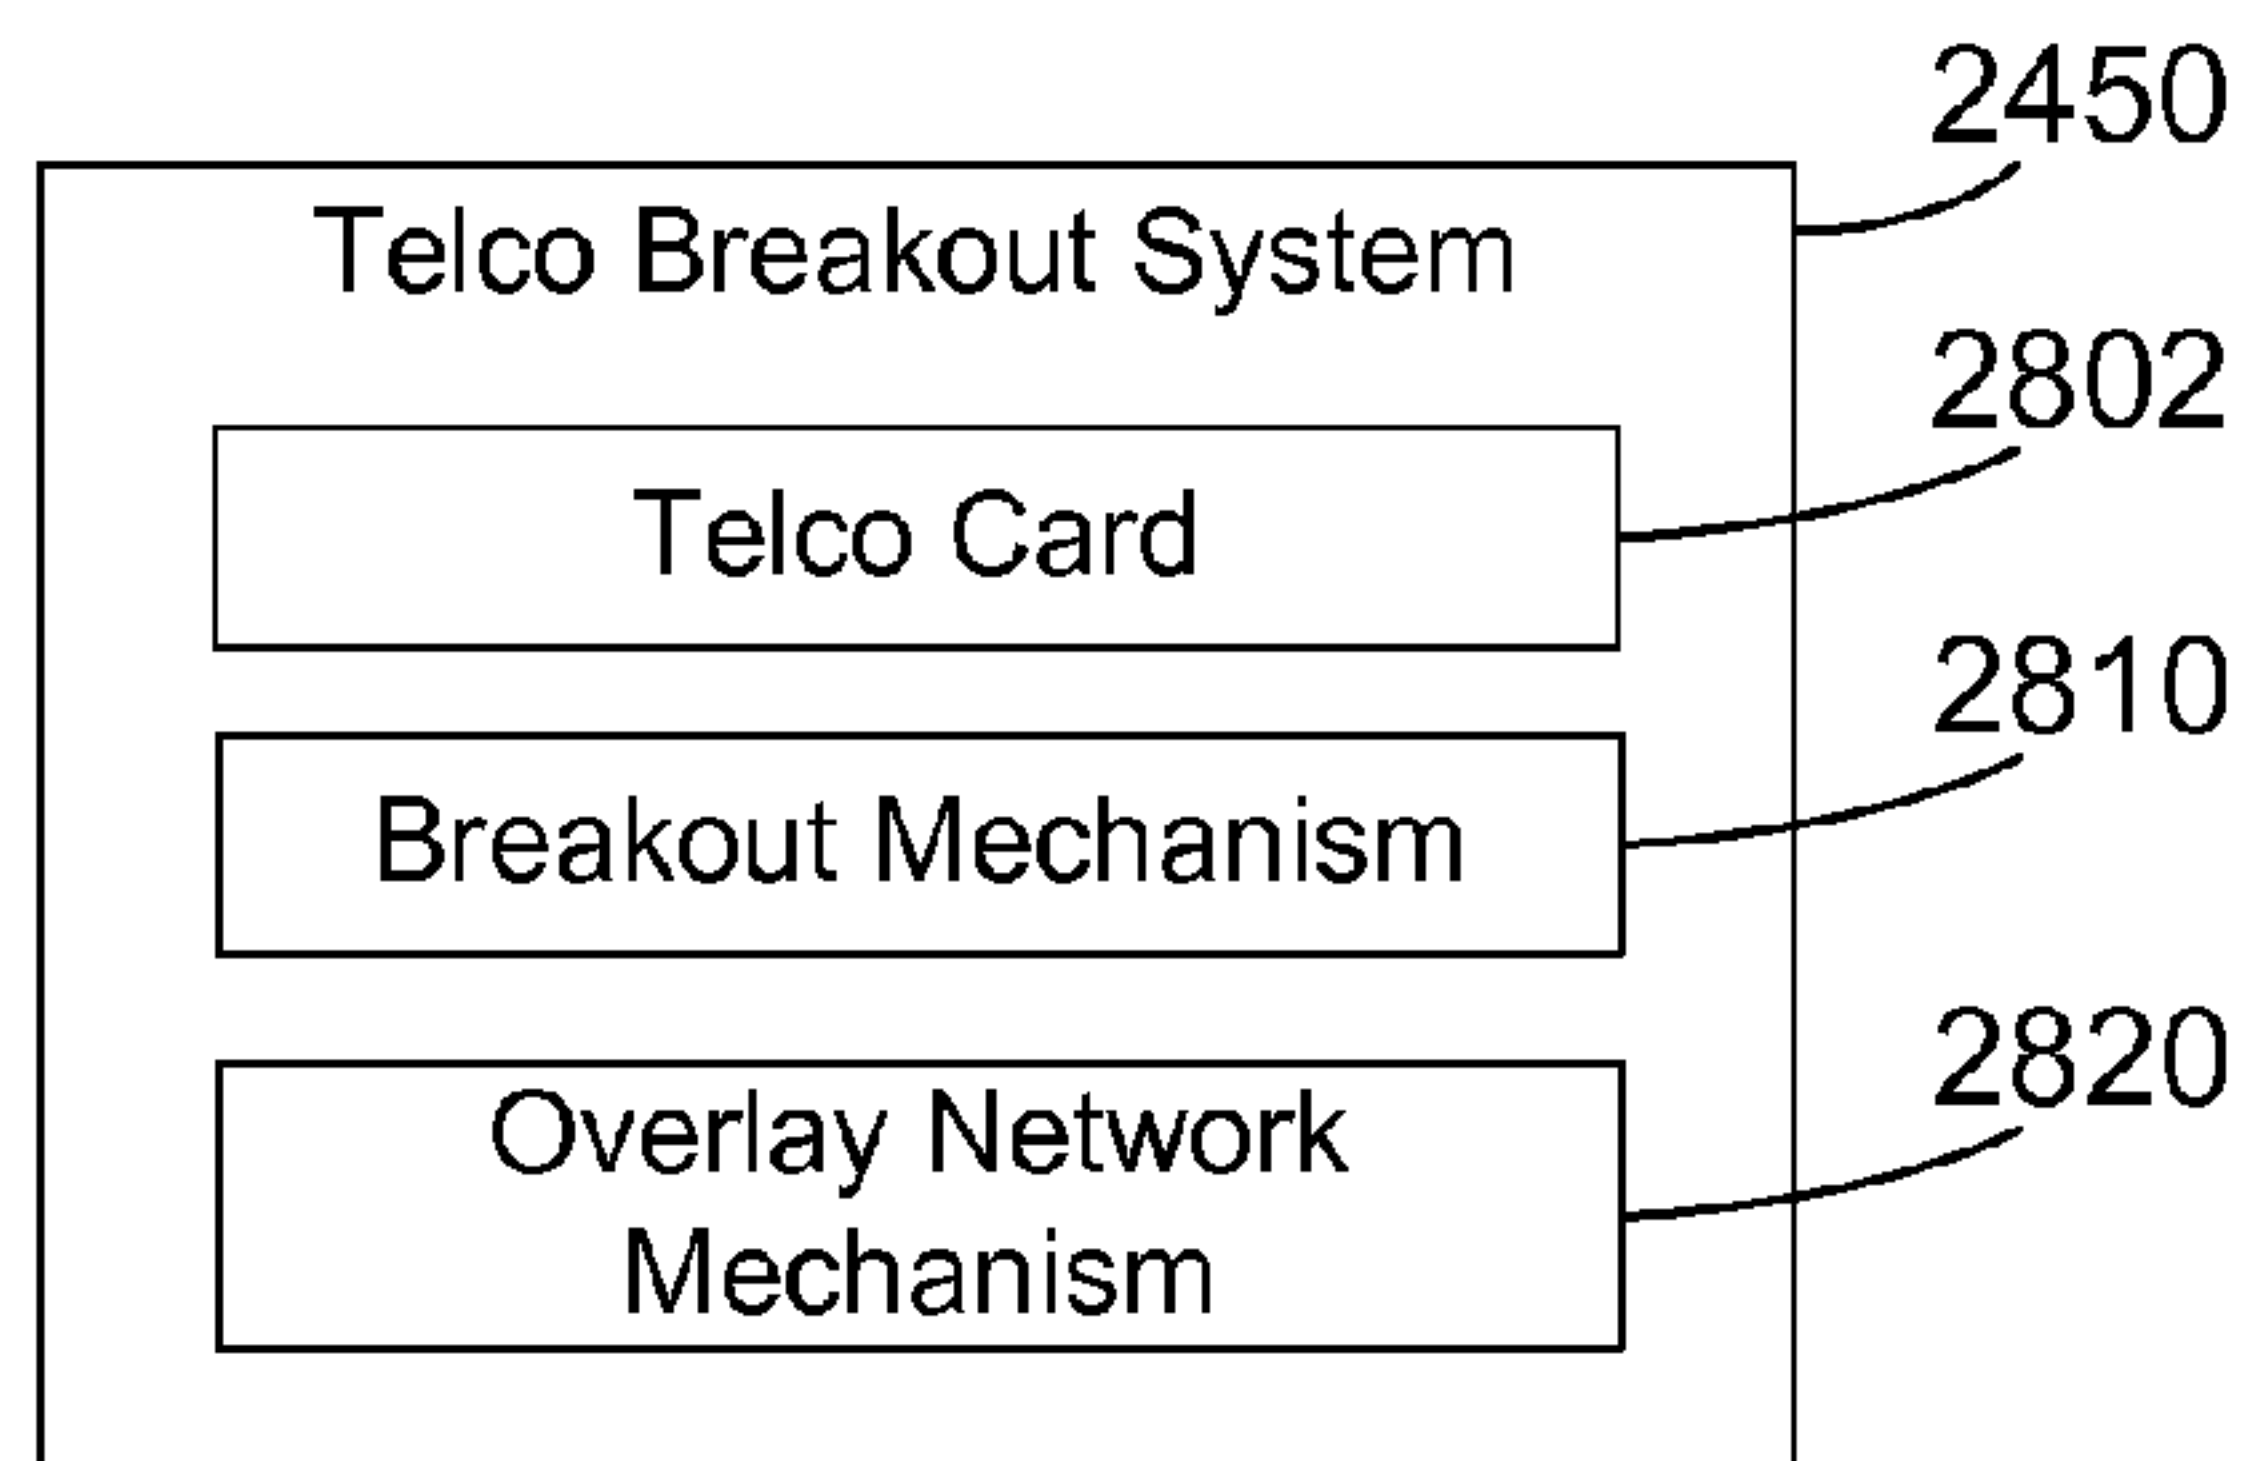 2450
Telco Breakout System
2802
Telco Card
2810
Breakout Mechanism
2820
Overlay Network
Mechanism